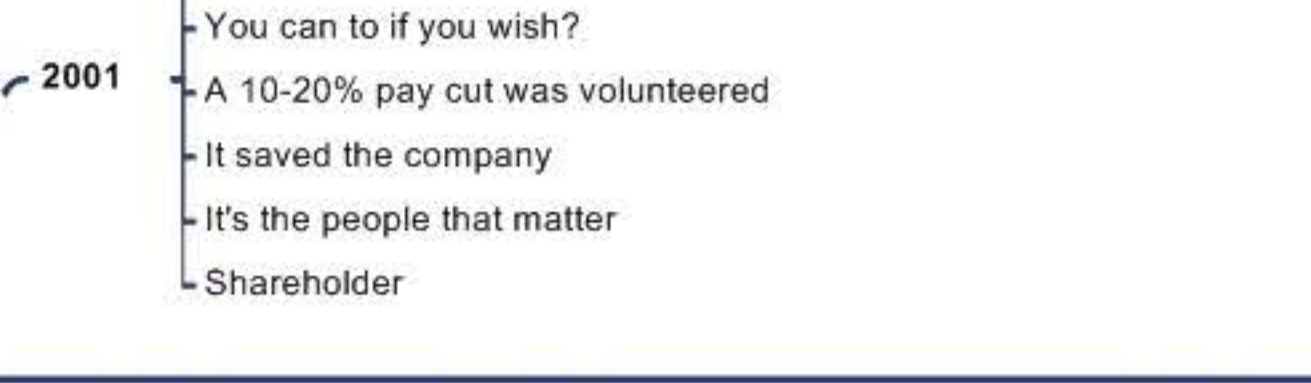 You can to if you wish?
2001
A 10-20% pay cut was volunteered
It saved the company
It's the people that matter
Shareholder